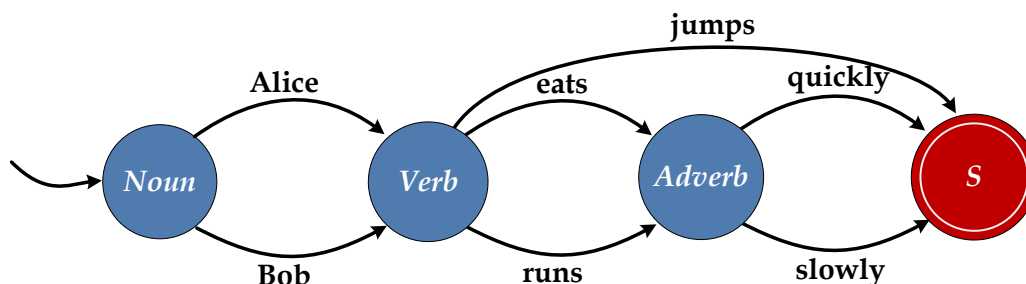 jumps
Alice eats quickly
Noun Verb Adverb S
Bob runs slowly